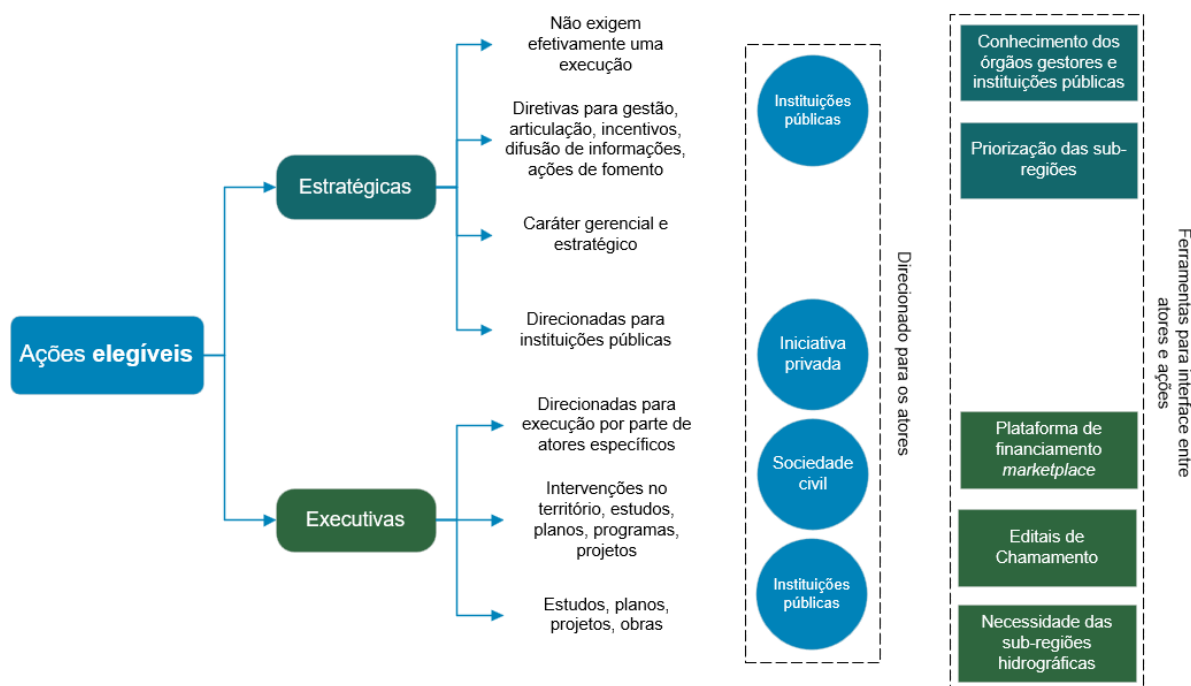 Ações elegíveis
Estratégicas
Não exigem
efetivamente uma
execução
Diretivas para gestão,
articulação, incentivos,
difusão de informações,
ações de fomento
Caráter gerencial e
estratégico
Direcionadas para
instituições públicas
Executivas
Direcionadas para
execução por parte de
atores específicos
Intervenções no
território, estudos,
planos, programas,
projetos
Estudos, planos,
projetos, obras
Instituições
públicas
Iniciativa
privada
Sociedade
civil
Instituições
públicas
Direcionado para os atores
Conhecimento dos
órgãos gestores e
instituições públicas
Priorização das sub-
regiões
Plataforma de
financiamento
marketplace
Editais de
Chamamento
Necessidade das
sub-regiões
hidrográficas
Ferramentas para interface entre
atores e ações